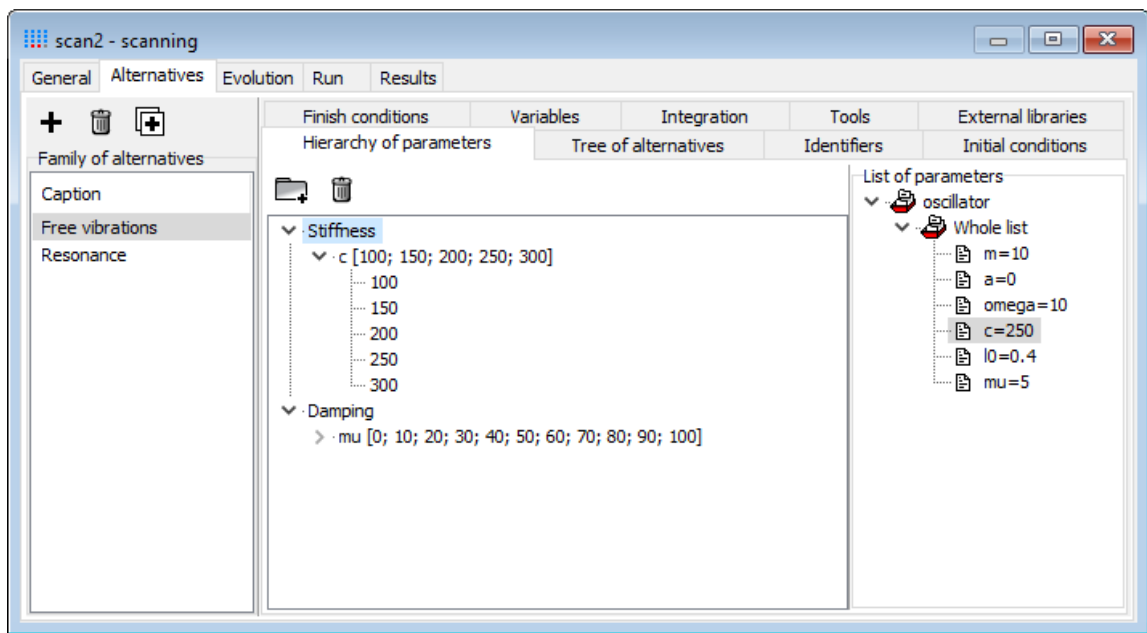 scan2 - scanning
General Alternatives Evolution Run Results
Family of alternatives
Caption
Free vibrations
Resonance
Finish conditions Variables Integration Tools External libraries
Hierarchy of parameters Tree of alternatives Identifiers Initial conditions
Stiffness
c [100; 150; 200; 250; 300]
100
150
200
250
300
Damping
mu [0; 10; 20; 30; 40; 50; 60; 70; 80; 90; 100]
List of parameters
oscillator
Whole list
m=10
a=0
omega=10
c=250
l0=0.4
mu=5